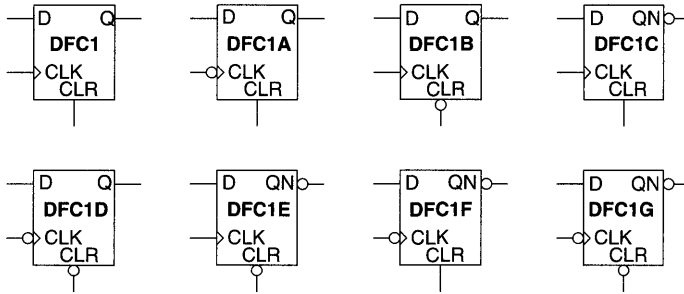 D Q D Q D Q D QN
DFC1 DFC1A DFC1B DFC1C
CLK CLK CLK CLK
CLR CLR CLR CLR
D Q D QN D QN D QN
DFC1D DFC1E DFC1F DFC1G
CLK CLK CLK CLK
CLR CLR CLR CLR